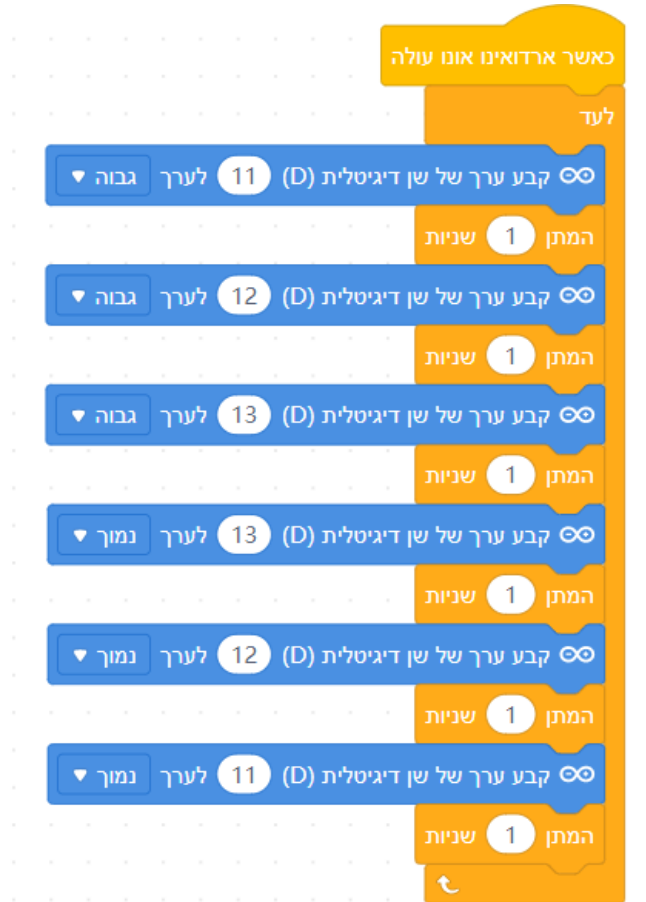 כאשר ארדואינו אונו עולה
לעד
קבע ערך של שן דיגיטלית (D) 11 לערך גבוה
המתן 1 שניות
קבע ערך של שן דיגיטלית (D) 12 לערך גבוה
המתן 1 שניות
קבע ערך של שן דיגיטלית (D) 13 לערך גבוה
המתן 1 שניות
קבע ערך של שן דיגיטלית (D) 13 לערך נמוך
המתן 1 שניות
קבע ערך של שן דיגיטלית (D) 12 לערך נמוך
המתן 1 שניות
קבע ערך של שן דיגיטלית (D) 11 לערך נמוך
המתן 1 שניות